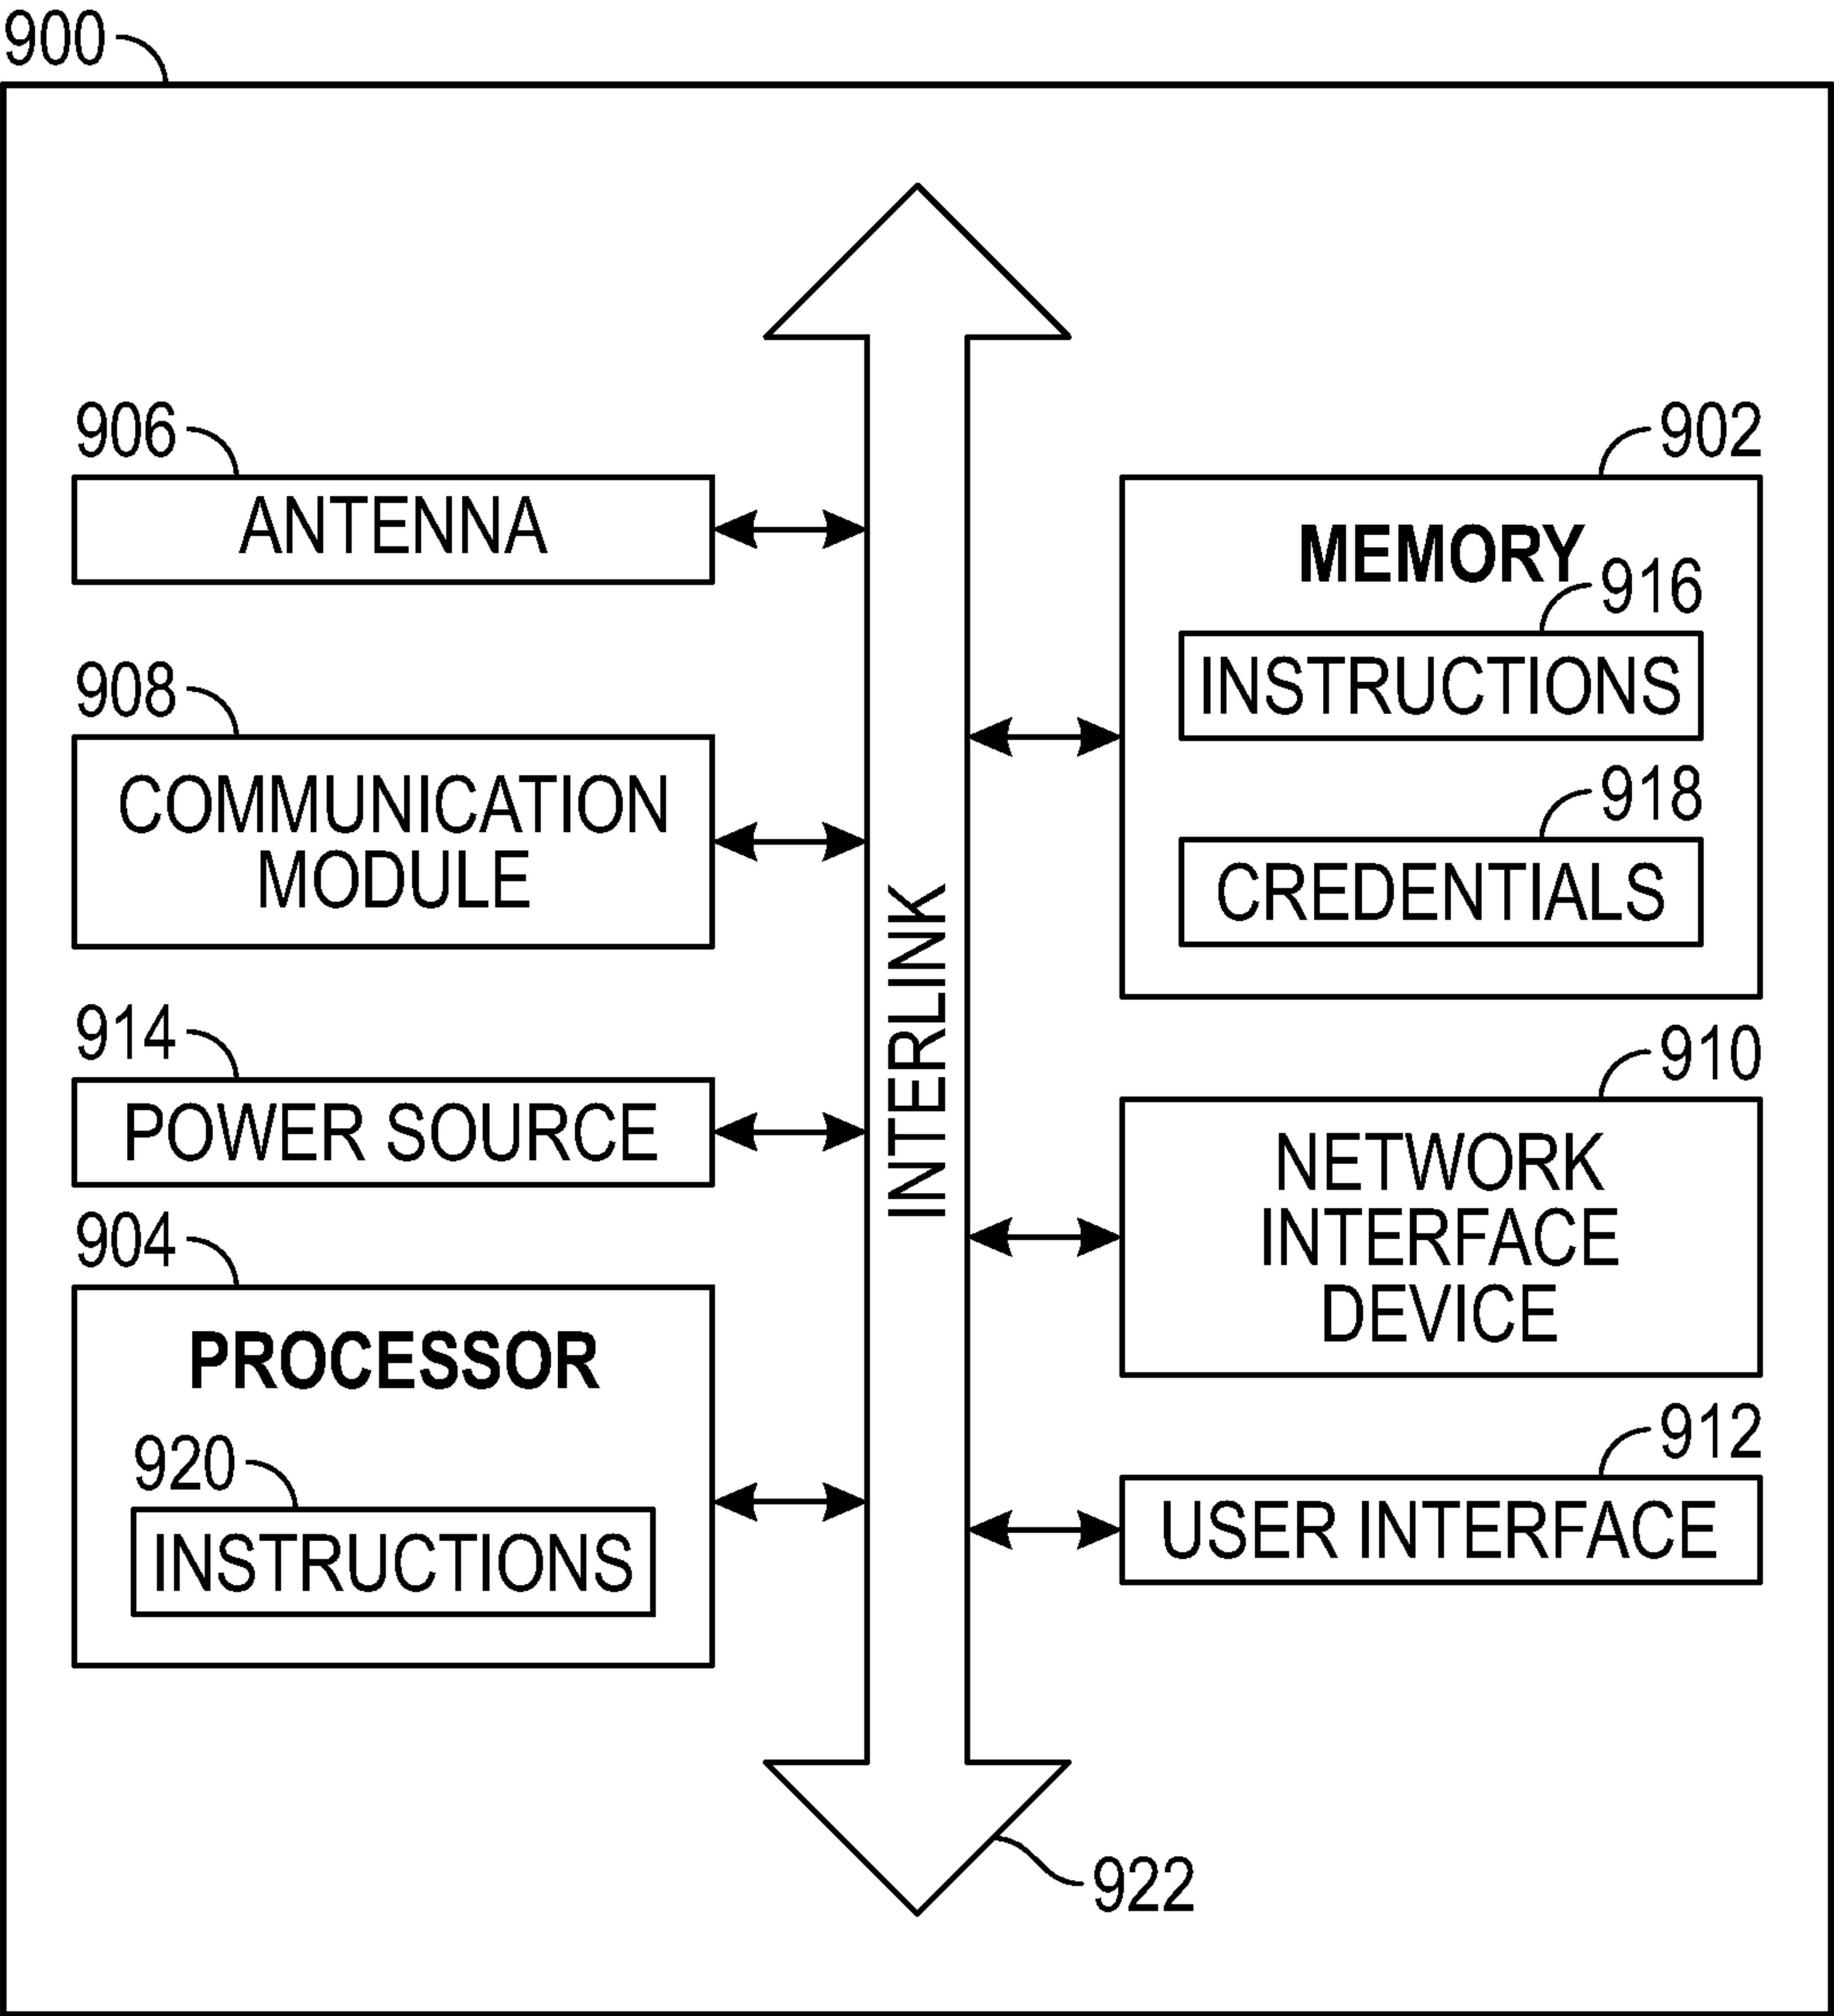 900
906
ANTENNA
908
COMMUNICATION
MODULE
914
POWER SOURCE
904
PROCESSOR
920
INSTRUCTIONS
INTERLINK
902
MEMORY
916
INSTRUCTIONS
918
CREDENTIALS
910
NETWORK
INTERFACE
DEVICE
912
USER INTERFACE
922